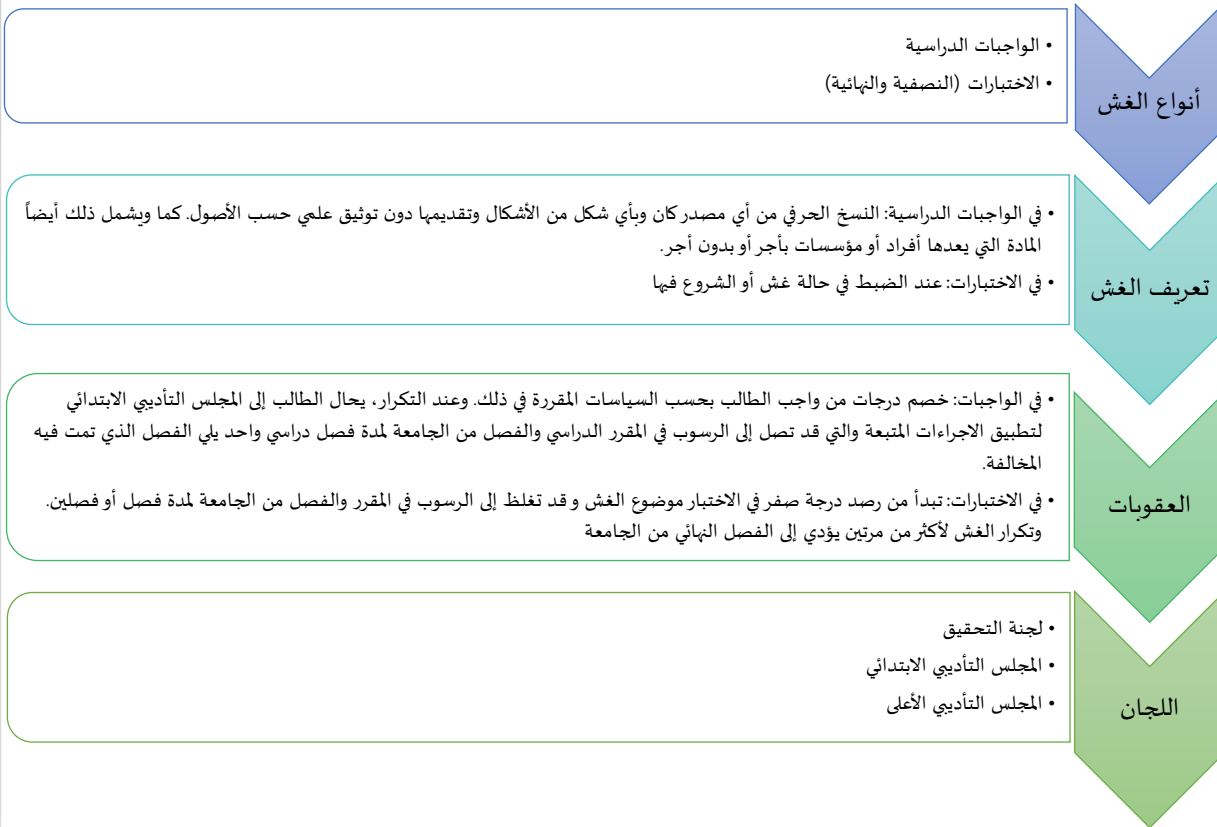 أنواع الغش
• الواجبات الدراسية
• الاختبارات (النصفية والنهائية)
تعريف الغش
• في الواجبات الدراسية: النسخ الحرفي من أي مصدر كان وبأي شكل من الأشكال وتقديمها دون توثيق علمي حسب الأصول. كما ويشمل ذلك أيضاً
المادة التي يعدها أفراد أو مؤسسات بأجر أو بدون أجر.
• في الاختبارات: عند الضبط في حالة غش أو الشروع فيها
العقوبات
• في الواجبات: خصم درجات من واجب الطالب بحسب السياسات المقررة في ذلك. وعند التكرار، يحال الطالب إلى المجلس التأديبي الابتدائي
لتطبيق الاجراءات المتبعة والتي قد تصل إلى الرسوب في المقرر الدراسي والفصل من الجامعة لمدة فصل دراسي واحد يلي الفصل الذي تمت فيه
المخالفة.
• في الاختبارات: تبدأ من رصد درجة صفر في الاختبار موضوع الغش وقد تغلظ إلى الرسوب في المقرر والفصل من الجامعة لمدة فصل أو فصلين.
وتكرار الغش لأكثر من مرتين يؤدي إلى الفصل النهائي من الجامعة
اللجان
• لجنة التحقيق
• المجلس التأديبي الابتدائي
• المجلس التأديبي الأعلى